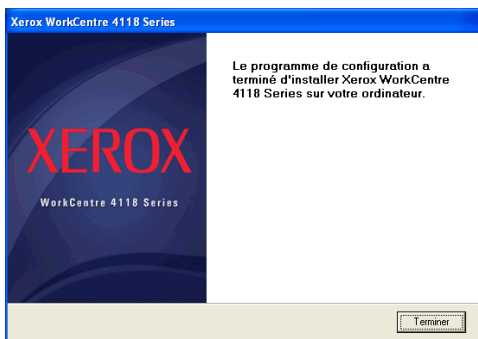 Xerox WorkCentre 4118 Series
Le programme de configuration a
terminé d'installer Xerox WorkCentre
4118 Series sur votre ordinateur.
XEROX
WorkCentre 4118 Series
Terminer